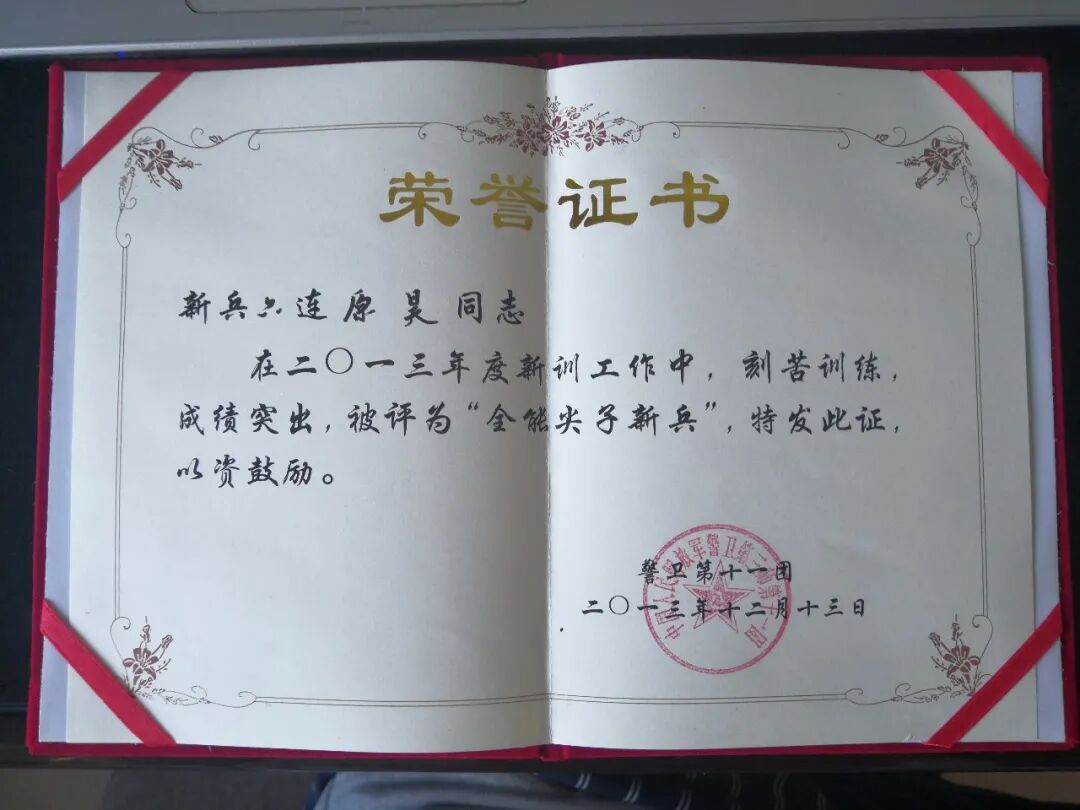 荣誉证书
新兵六连原昊同志
在二〇一三年度新训工作中，刻苦训练，
成绩突出，被评为“全能尖子新兵”，特发此证，
以资鼓励。
警卫第十一团
二〇一三年十二月十三日